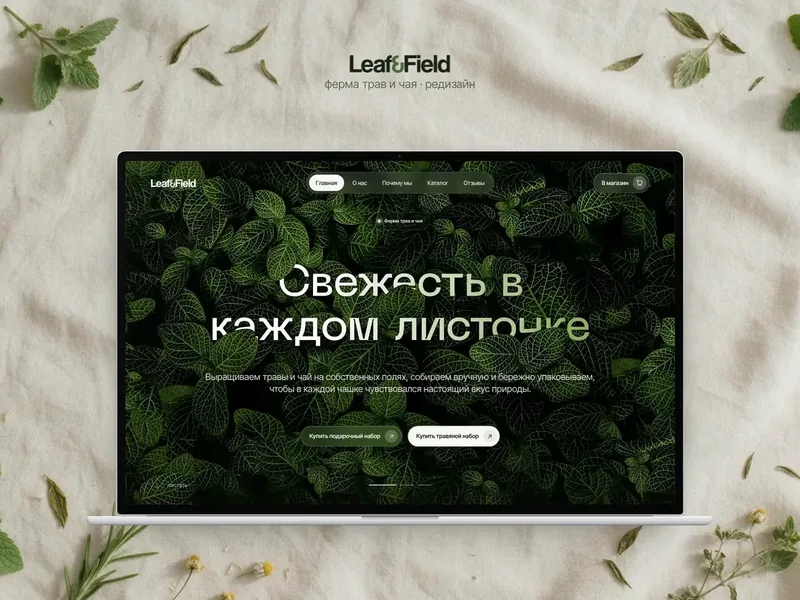 Leaf&Field
ферма трав и чая · редизайн
Leaf&Field
Главная
О нас
Почему мы
Каталог
Отзывы
В магазин
Ферма трав и чая
Свежесть в
каждом листочке
Выращиваем травы и чай на собственных полях, собираем вручную и бережно упаковываем,
чтобы в каждой чашке чувствовался настоящий вкус природы.
Купить подарочный набор
Купить травяной набор